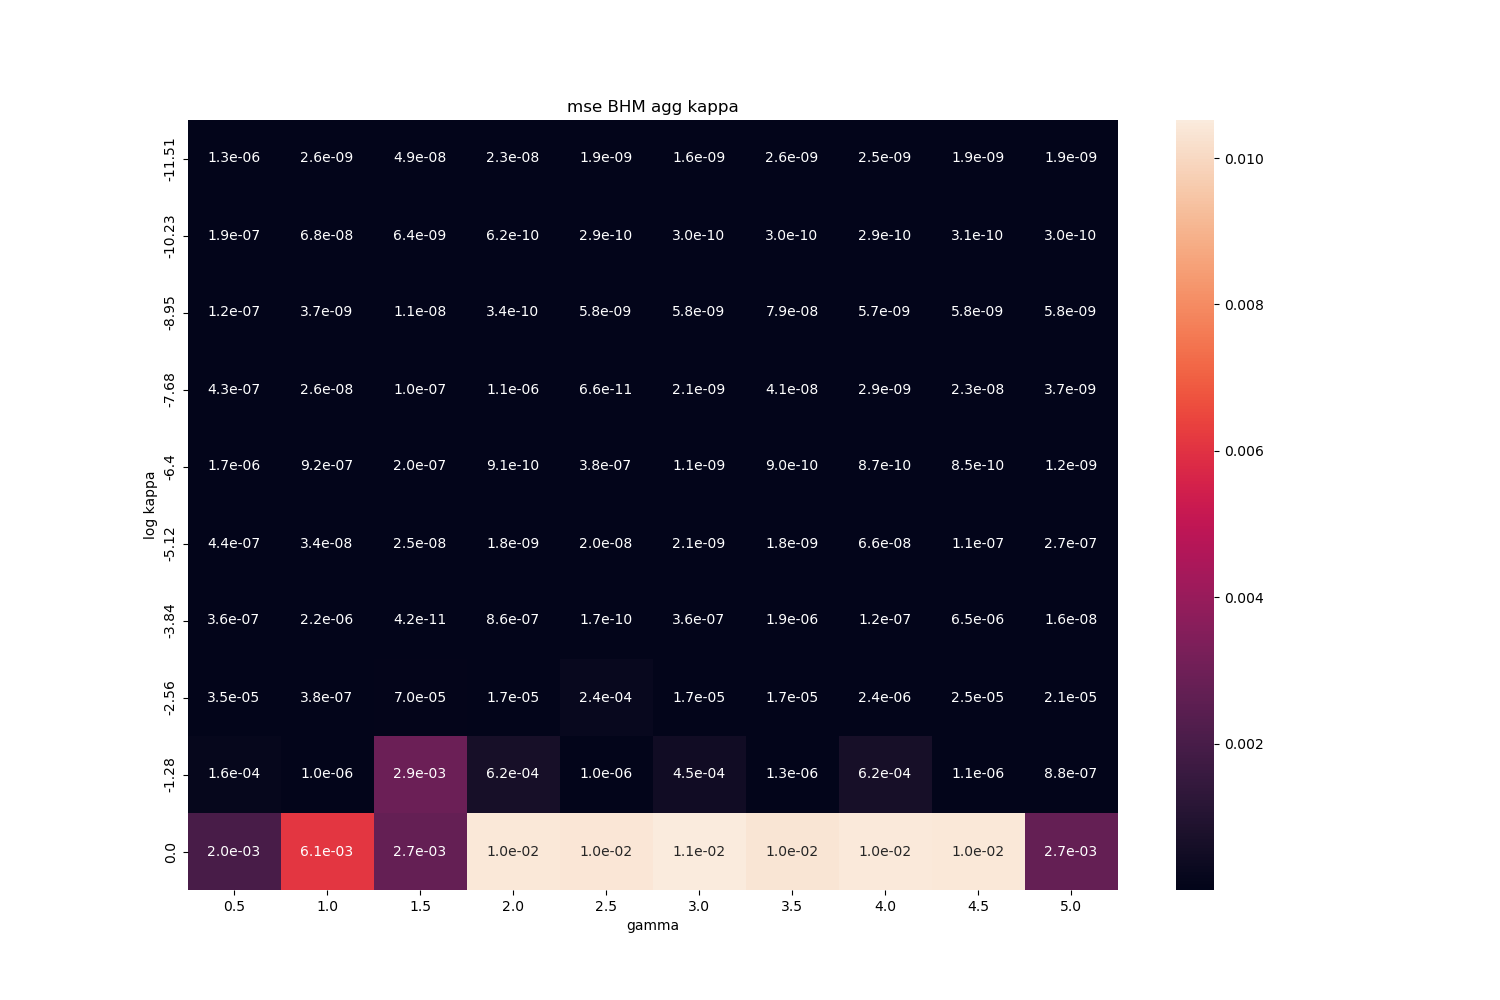 mse BHM agg kappa
-11.51 1.3e-06 2.6e-09 4.9e-08 2.3e-08 1.9e-09 1.6e-09 2.6e-09 2.5e-09 1.9e-09 1.9e-09
-10.23 1.9e-07 6.8e-08 6.4e-09 6.2e-10 2.9e-10 3.0e-10 3.0e-10 2.9e-10 3.1e-10 3.0e-10
-8.95 1.2e-07 3.7e-09 1.1e-08 3.4e-10 5.8e-09 5.8e-09 7.9e-08 5.7e-09 5.8e-09 5.8e-09
-7.68 4.3e-07 2.6e-08 1.0e-07 1.1e-06 6.6e-11 2.1e-09 4.1e-08 2.9e-09 2.3e-08 3.7e-09
-6.4 1.7e-06 9.2e-07 2.0e-07 9.1e-10 3.8e-07 1.1e-09 9.0e-10 8.7e-10 8.5e-10 1.2e-09
-5.12 4.4e-07 3.4e-08 2.5e-08 1.8e-09 2.0e-08 2.1e-09 1.8e-09 6.6e-08 1.1e-07 2.7e-07
-3.84 3.6e-07 2.2e-06 4.2e-11 8.6e-07 1.7e-10 3.6e-07 1.9e-06 1.2e-07 6.5e-06 1.6e-08
-2.56 3.5e-05 3.8e-07 7.0e-05 1.7e-05 2.4e-04 1.7e-05 1.7e-05 2.4e-06 2.5e-05 2.1e-05
-1.28 1.6e-04 1.0e-06 2.9e-03 6.2e-04 1.0e-06 4.5e-04 1.3e-06 6.2e-04 1.1e-06 8.8e-07
0.0 2.0e-03 6.1e-03 2.7e-03 1.0e-02 1.0e-02 1.1e-02 1.0e-02 1.0e-02 1.0e-02 2.7e-03
0.5 1.0 1.5 2.0 2.5 3.0 3.5 4.0 4.5 5.0
gamma
log kappa
0.010
0.008
0.006
0.004
0.002